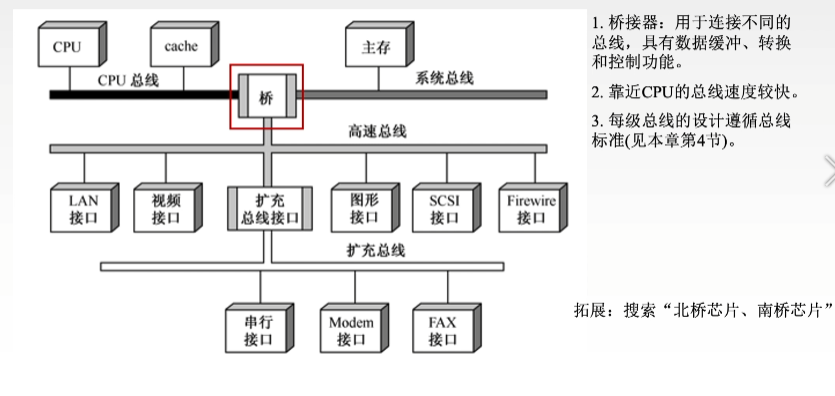 CPU
cache
主存
CPU 总线
系统总线
桥
高速总线
LAN
接口
视频
接口
扩充
总线接口
图形
接口
SCSI
接口
Firewire
接口
扩充总线
串行
接口
Modem
接口
FAX
接口
1. 桥接器：用于连接不同的
总线，具有数据缓冲、转换
和控制功能。
2. 靠近CPU的总线速度较快。
3. 每级总线的设计遵循总线
标准(见本章第4节)。
拓展：搜索“北桥芯片、南桥芯片”